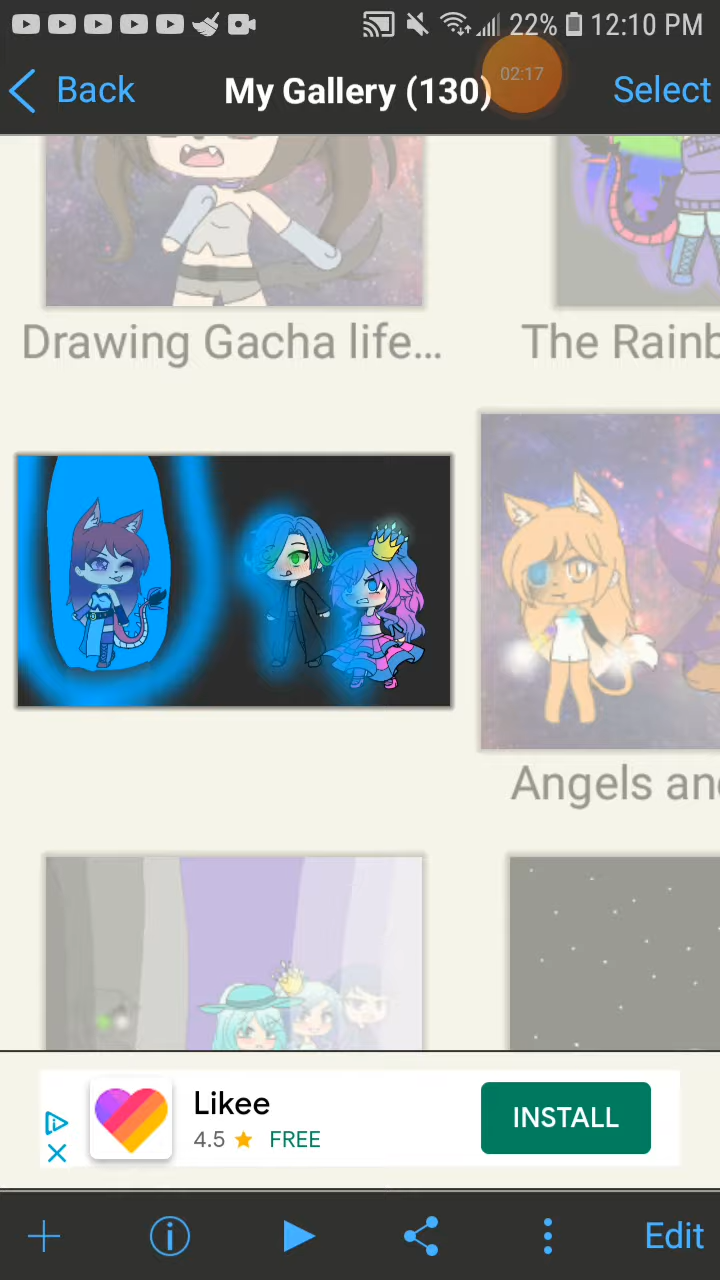 22% 12:10 PM
Back My Gallery (130) 02:17 Select
Drawing Gacha life... The Rainb
Angels an
Likee
4.5 FREE
INSTALL
Edit